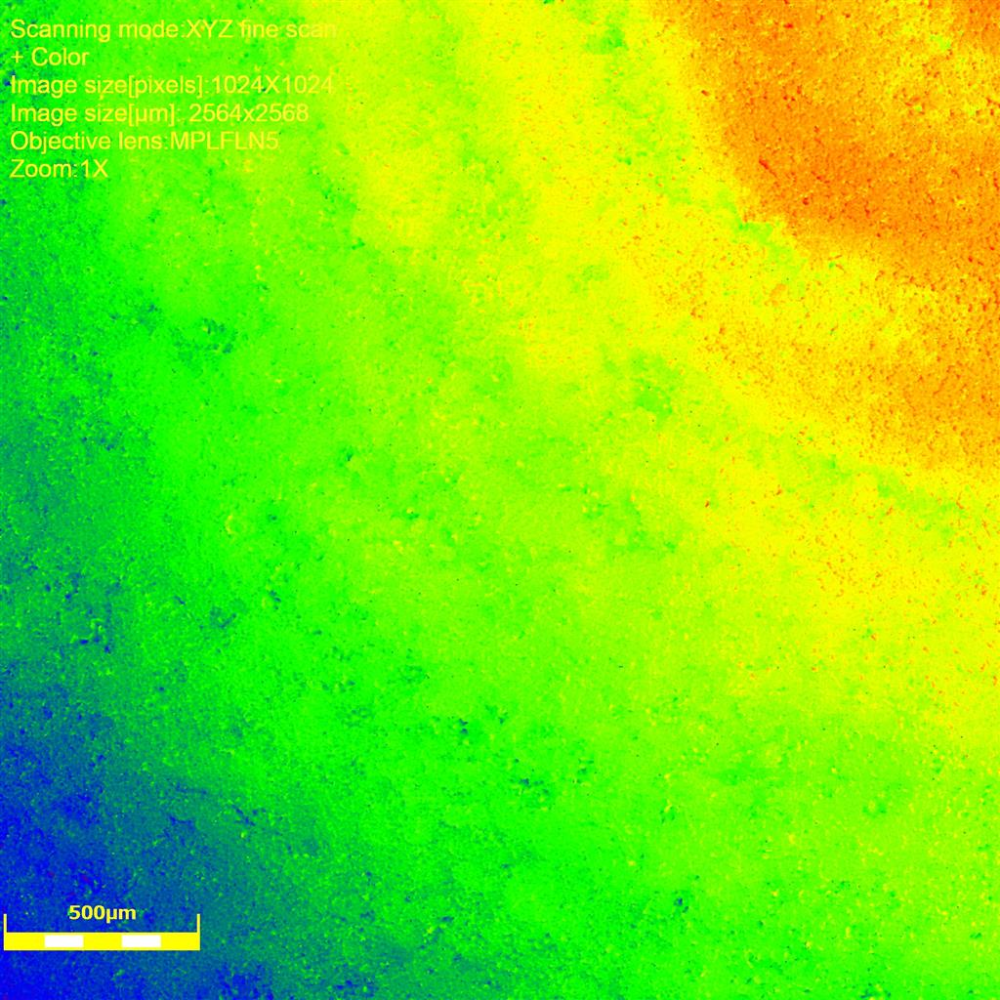 Scanning mode:XYZ fine scan
+ Color
Image size[pixels]:1024X1024
Image size[µm]: 2564x2568
Objective lens:MPLFLN5
Zoom:1X
500µm